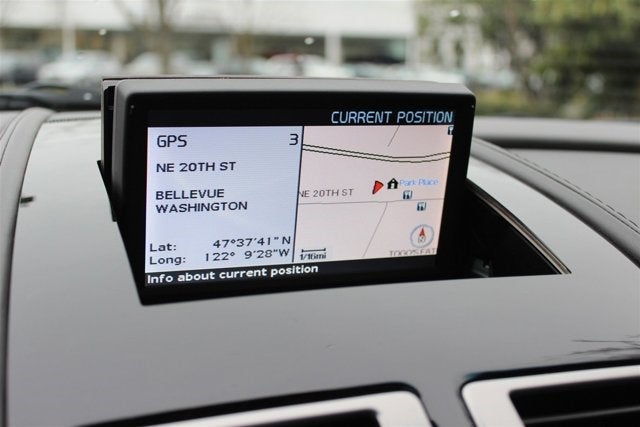 CURRENT POSITION
GPS 3
NE 20TH ST
BELLEVUE
WASHINGTON
Lat: 47°37'41"N
Long: 122° 9'28"W
Park Place
NE 20TH ST
N
1/16mi
Info about current position